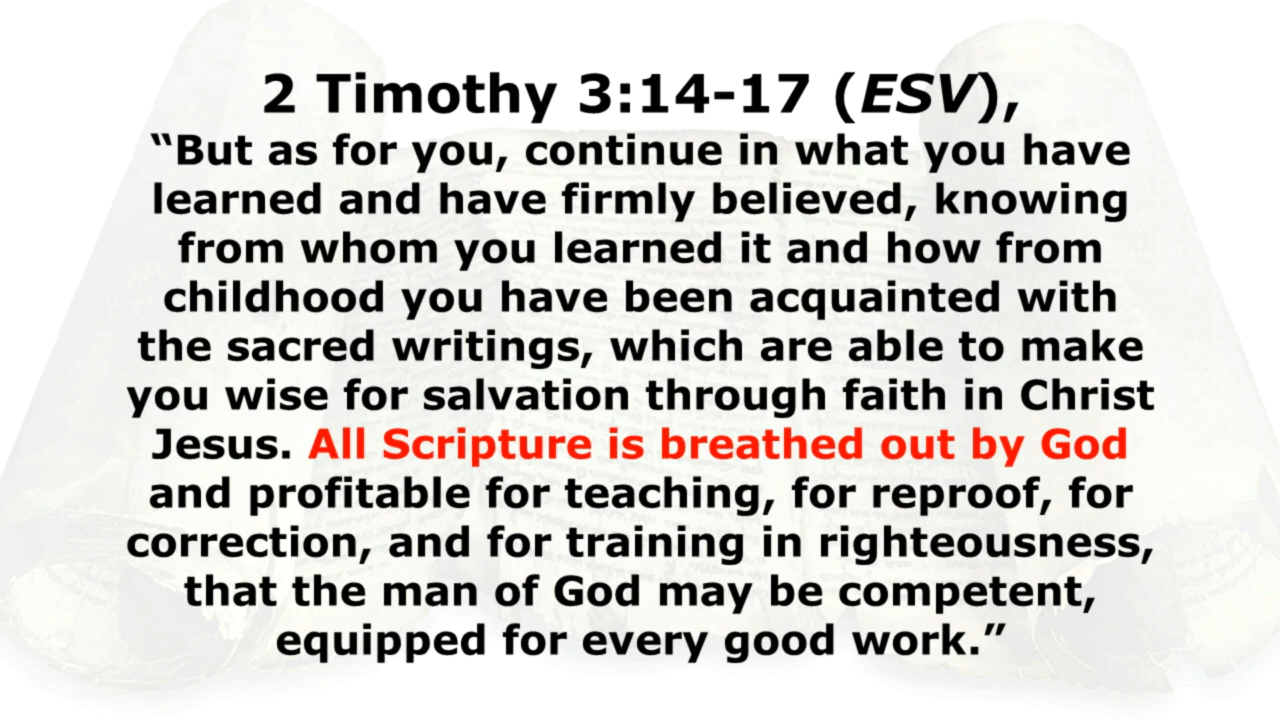 2 Timothy 3:14-17 (ESV),
“But as for you, continue in what you have
learned and have firmly believed, knowing
from whom you learned it and how from
childhood you have been acquainted with
the sacred writings, which are able to make
you wise for salvation through faith in Christ
Jesus. All Scripture is breathed out by God
and profitable for teaching, for reproof, for
correction, and for training in righteousness,
that the man of God may be competent,
equipped for every good work.”